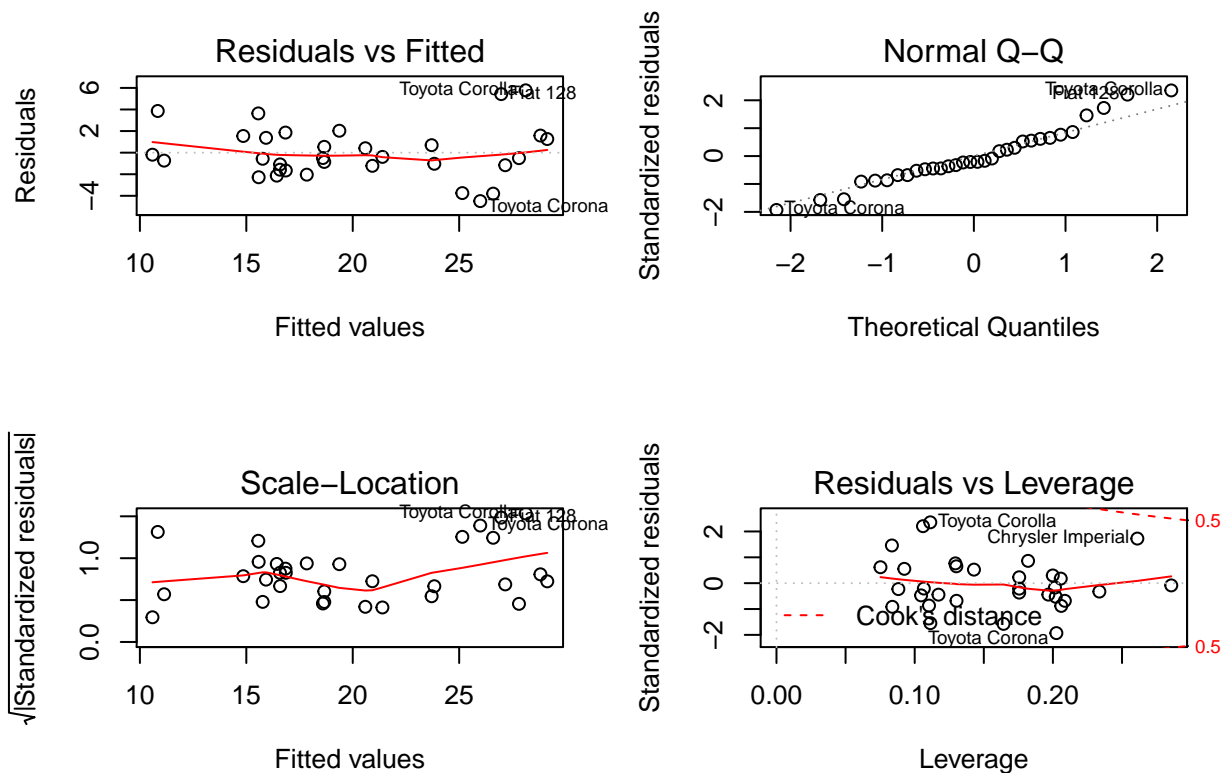 Residuals vs Fitted
Residuals
−4 2 6
Toyota Corolla
Fiat 128
Toyota Corona
10 15 20 25
Fitted values
Normal Q−Q
Standardized residuals
−2 0 2
Toyota Corolla
Fiat 128
Toyota Corona
−2 −1 0 1 2
Theoretical Quantiles
Scale−Location
√|Standardized residuals|
0.0 1.0
Toyota Corolla
Fiat 128
Toyota Corona
10 15 20 25
Fitted values
Residuals vs Leverage
Standardized residuals
−2 0 2
Toyota Corolla
Chrysler Imperial
0.5
Cook's distance
Toyota Corona
0.5
0.00 0.10 0.20
Leverage